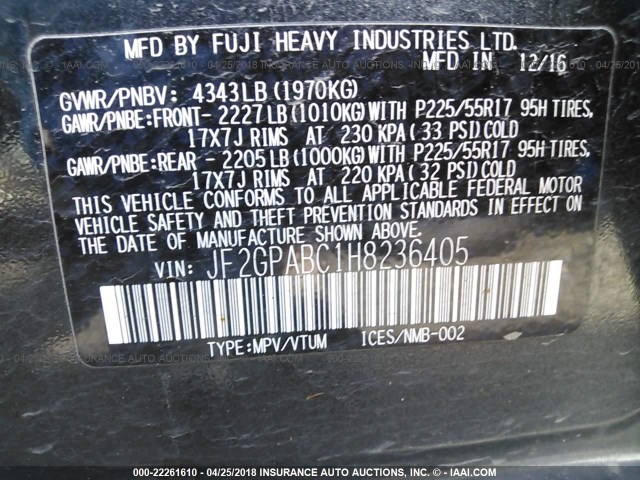 MFD BY FUJI HEAVY INDUSTRIES LTD.
MFD IN 12/16
GVWR/PNBV: 4343LB(1970KG)
GAWR/PNBE:FRONT- 2227LB(1010KG)WITH P225/55R17 95H TIRES,
17X7J RIMS AT 230 KPA(33 PSI)COLD
GAWR/PNBE:REAR - 2205LB(1000KG)WITH P225/55R17 95H TIRES,
17X7J RIMS AT 220 KPA(32 PSI)COLD
THIS VEHICLE CONFORMS TO ALL APPLICABLE FEDERAL MOTOR
VEHICLE SAFETY AND THEFT PREVENTION STANDARDS IN EFFECT ON
THE DATE OF MANUFACTURE SHOWN ABOVE.
VIN: JF2GPABC1H8236405
TYPE:MPV/VTUM ICES/NMB-002
000-22261610 - 04/25/2018 INSURANCE AUTO AUCTIONS, INC. - © - IAAI.COM